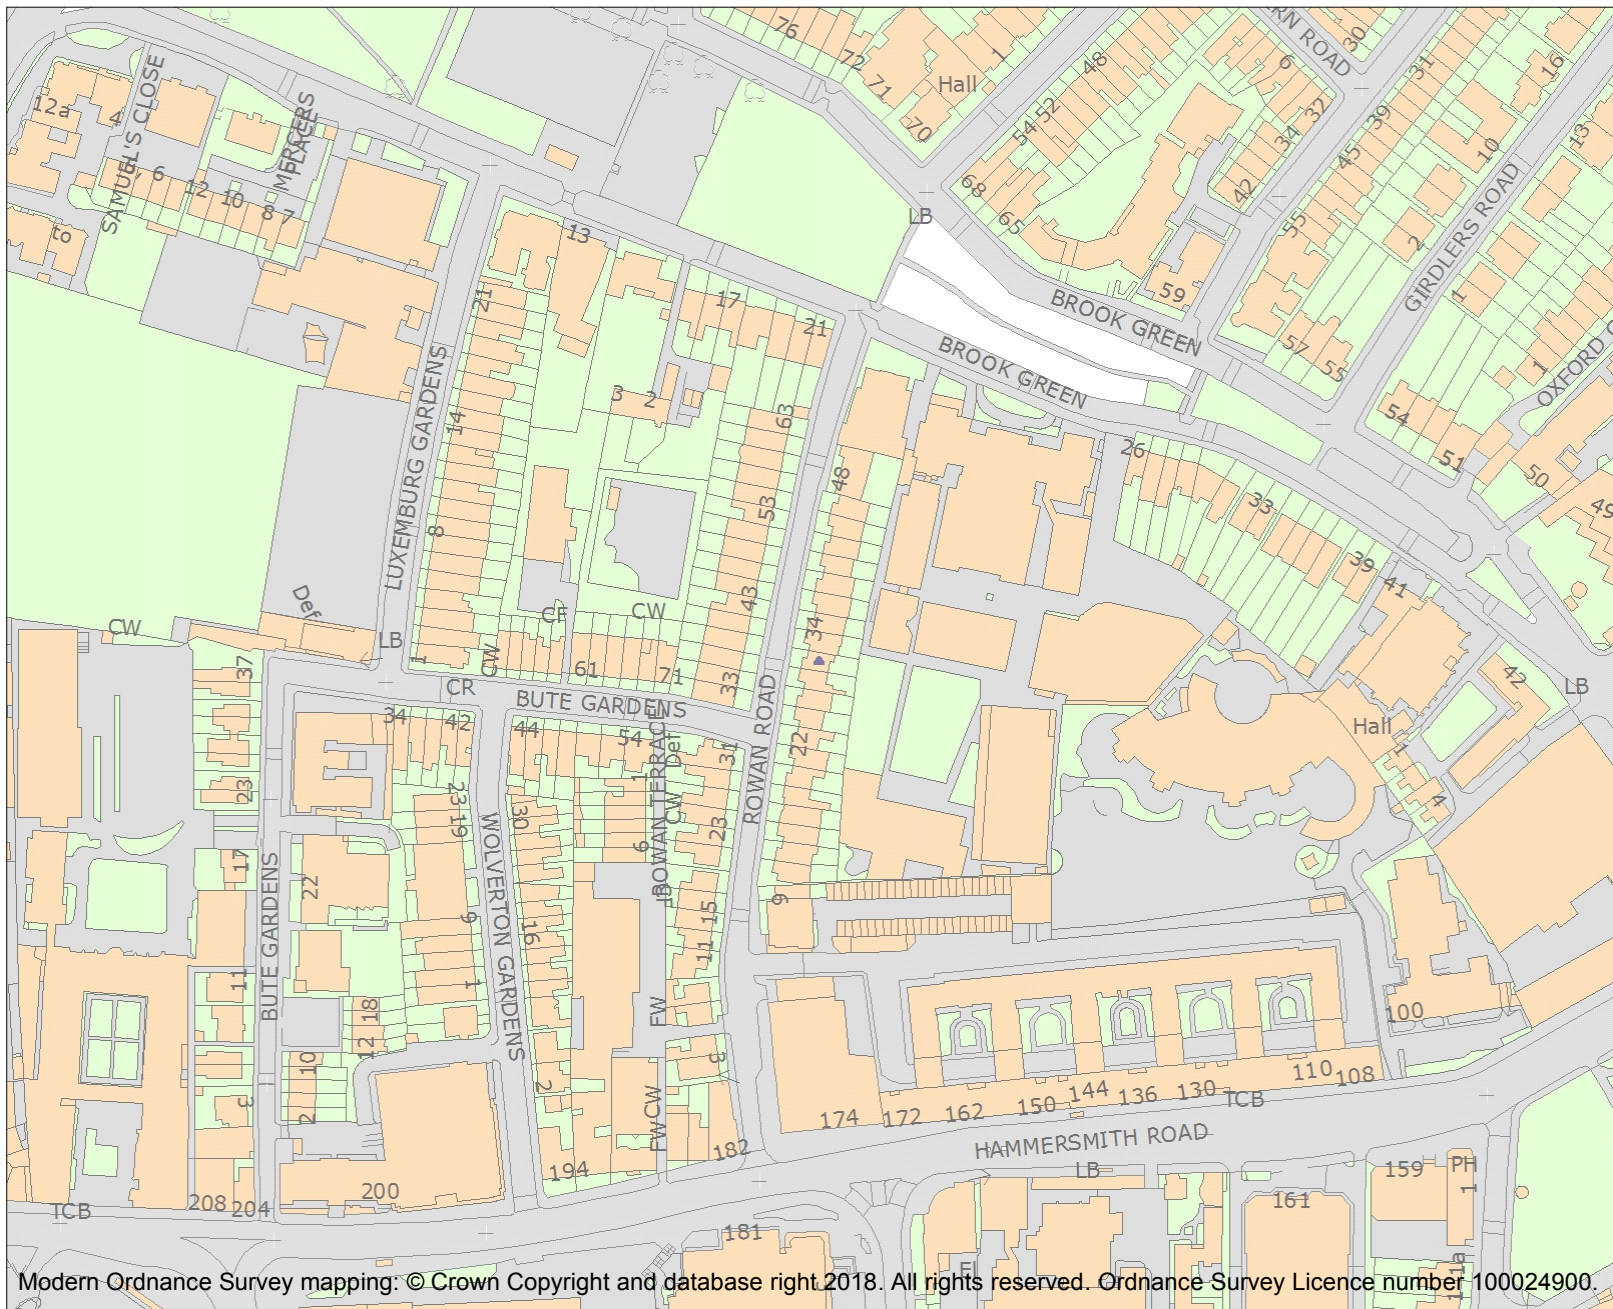 76
72
71
70
Hall
1
48
52
54
68
65
LB
RN ROAD
30
6
32
34
42
31
39
45
55
16
10
13
2
1
GIRDLERS ROAD
12a
4
SAMUEL'S CLOSE
6
12
10
8
7
MERCERS
PLACE
to
13
17
21
21
59
BROOK GREEN
BROOK GREEN
57
55
1
OXFORD
54
51
50
49
LUXEMBURG GARDENS
14
8
1
3
2
63
53
43
33
48
34
22
26
33
39
41
42
Def
CW
LB
CW
CF
CW
61
71
CR
BUTE GARDENS
34
42
44
54
31
ROWAN ROAD
ROWAN TERRACE
Def
CW
1
6
23
15
11
9
3
37
23
17
11
3
22
BUTE GARDENS
18
12
10
2
23
19
9
1
WOLVERTON GARDENS
30
16
2
FW
FW
CW
LB
Hall
1
4
100
194
182
174
172
162
150
144
136
130
110
108
TCB
HAMMERSMITH ROAD
LB
200
208
204
TCB
181
161
159
PH
1
El
11a
Modern Ordnance Survey mapping: © Crown Copyright and database right 2018. All rights reserved. Ordnance Survey Licence number 100024900.